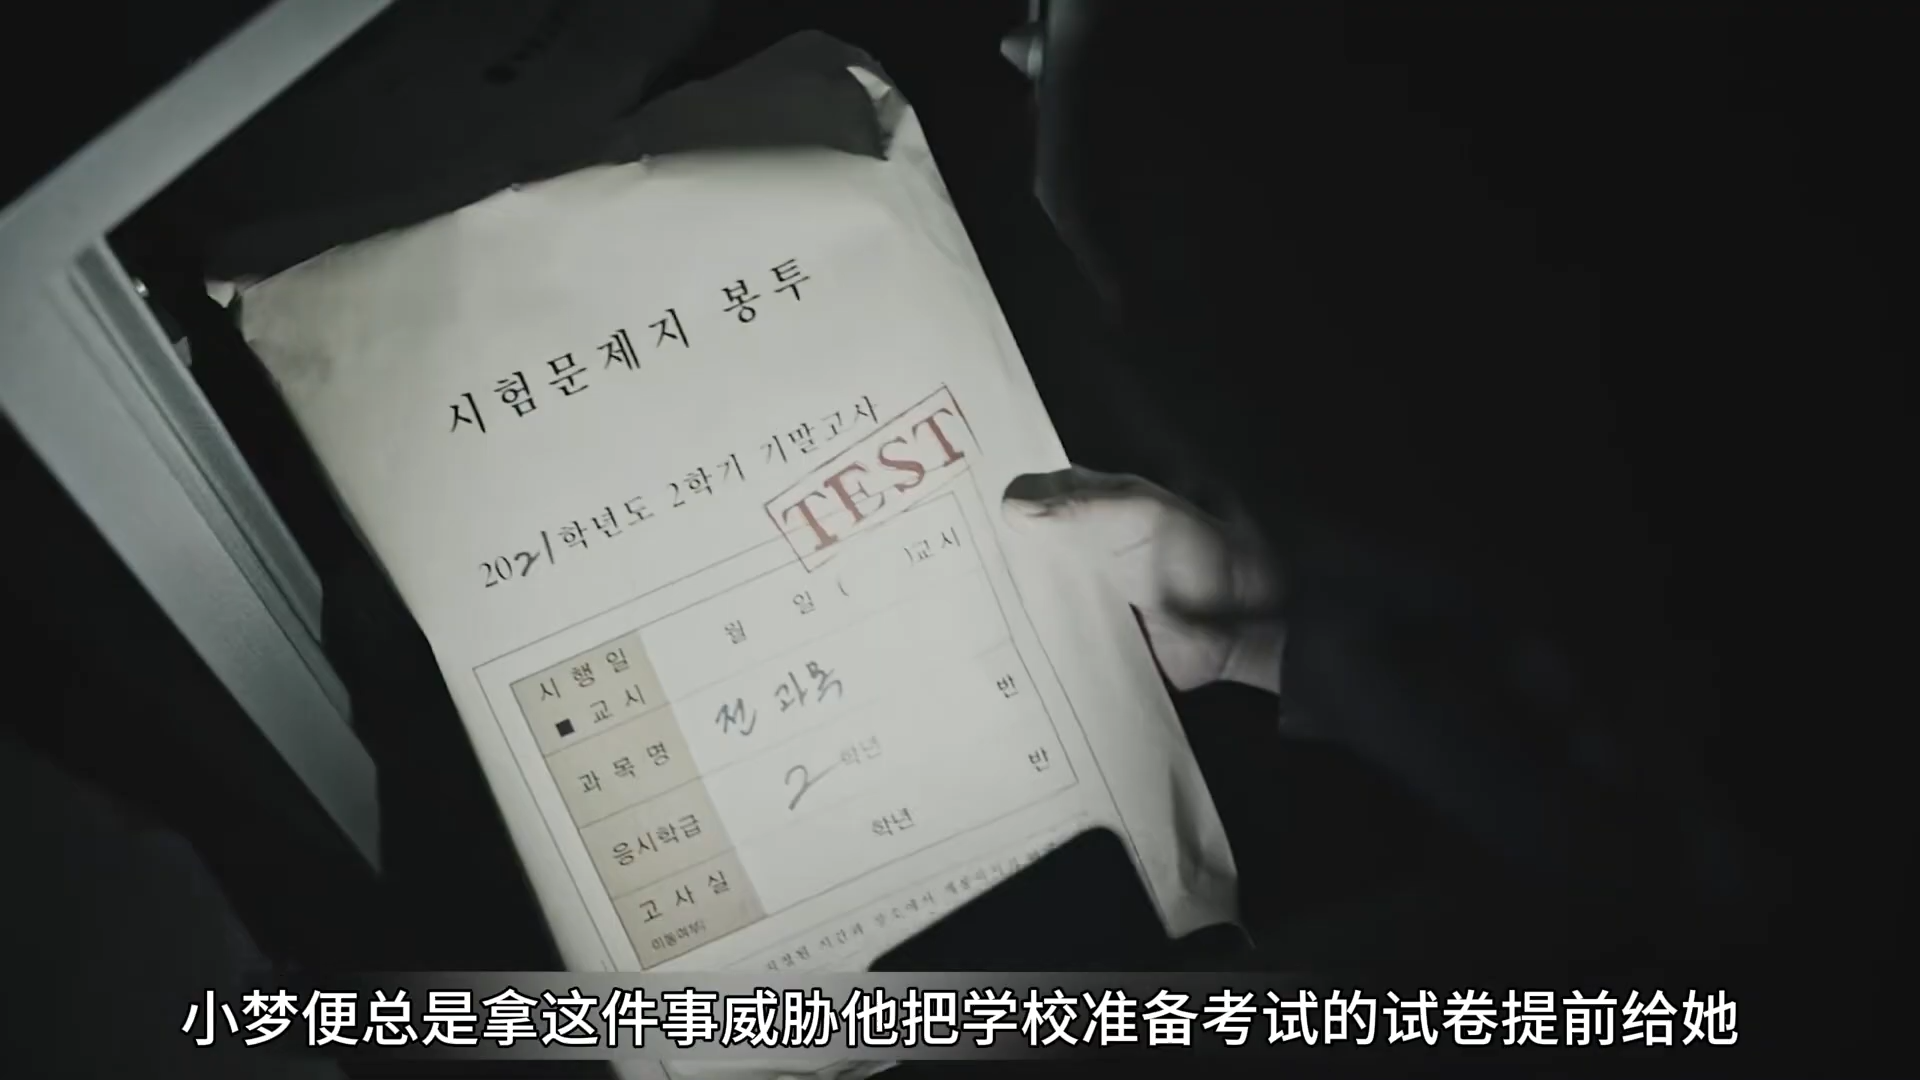 시험문제지 봉투
2021학년도 2학기 기말고사
TEST
월 일 ( )교시
시행일
■ 교시
전 과목
과목명
2학년 반
응시학급
학년 반
고사실
小梦便总是拿这件事威胁他把学校准备考试的试卷提前给她